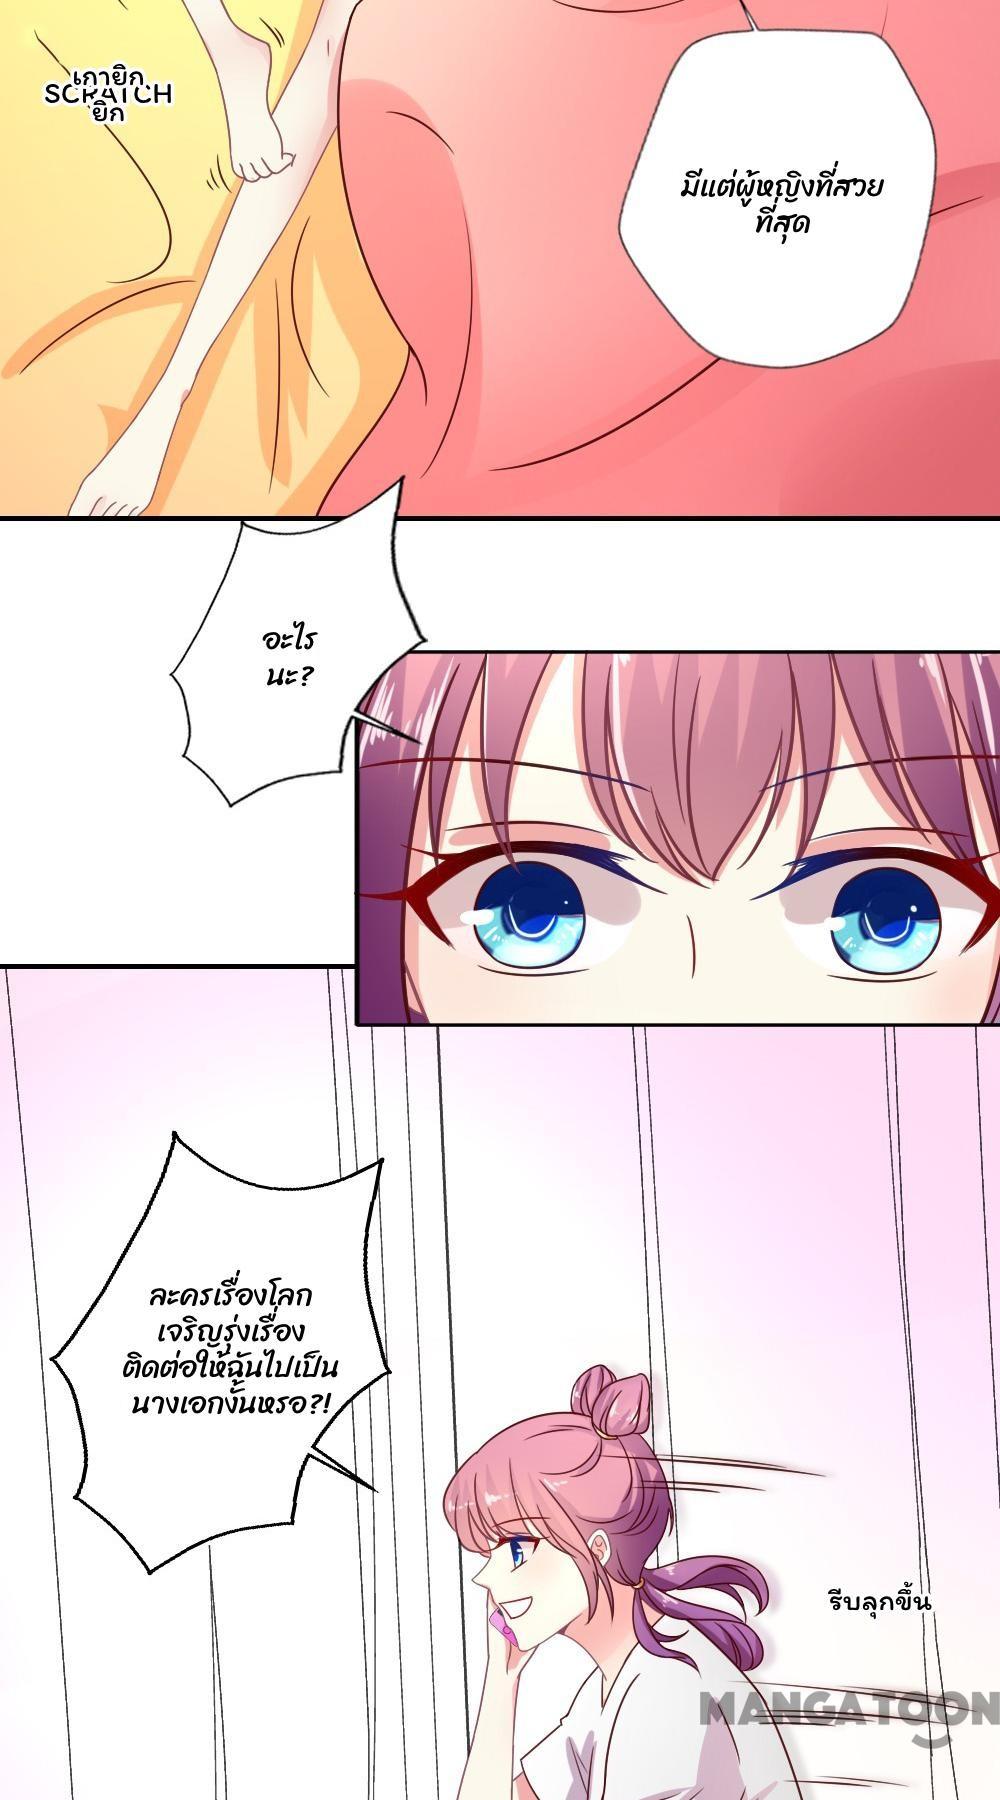 เกายิก
SCRATCH
ยิก
มีแต่ผู้หญิงที่สวย
ที่สุด
อะไร
นะ?
ละครเรื่องโลก
เจริญรุ่งเรื่อง
ติดต่อให้ฉันไปเป็น
นางเอกงั้นหรอ?!
รีบลุกขึ้น
MANGATOON